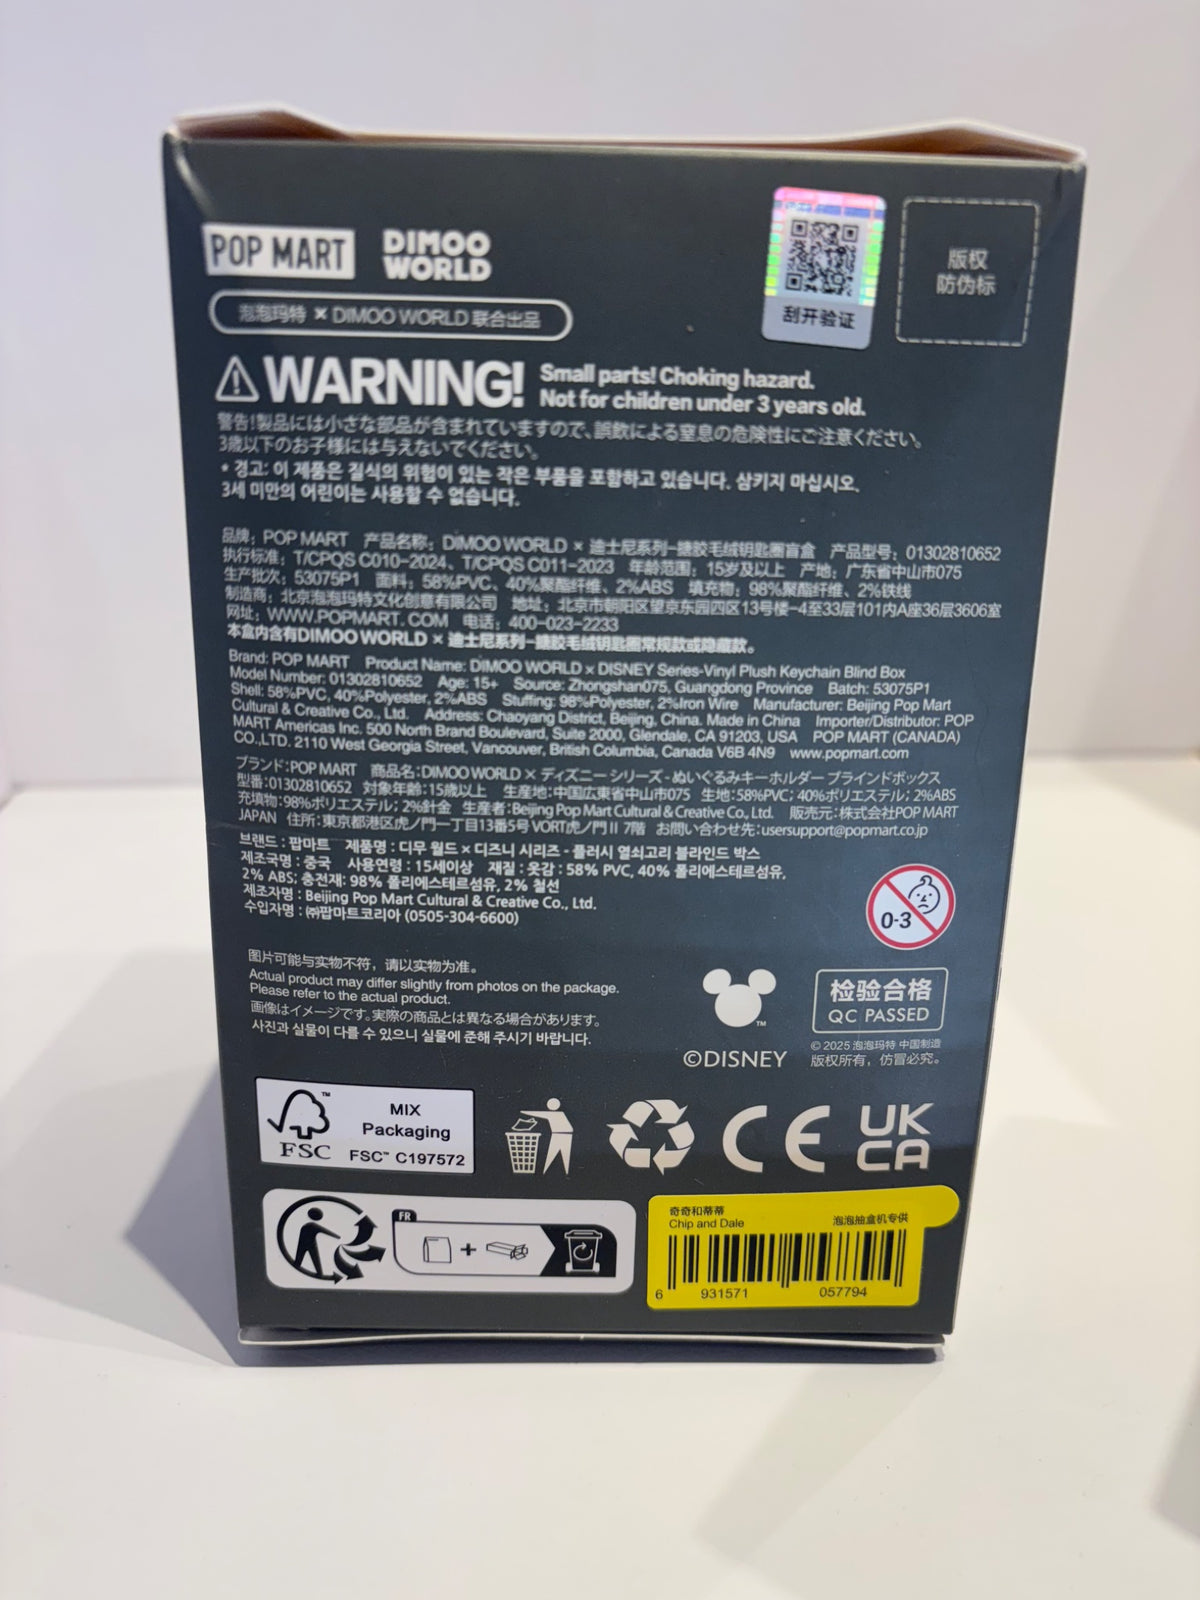 POP MART
DIMOO
WORLD
泡泡玛特 × DIMOO WORLD 联合出品
刮开验证
版权
防伪标
WARNING!
Small parts! Choking hazard.
Not for children under 3 years old.
警告!製品には小さな部品が含まれていますので、誤飲による窒息の危険性にご注意ください。
3歳以下のお子様には与えないでください。
* 경고: 이 제품은 질식의 위험이 있는 작은 부품을 포함하고 있습니다. 삼키지 마십시오.
3세 미만의 어린이는 사용할 수 없습니다.
品牌：POP MART 产品名称：DIMOO WORLD × 迪士尼系列-搪胶毛绒钥匙圈盲盒 产品型号：01302810652
执行标准：T/CPQS C010-2024、T/CPQS C011-2023 年龄范围：15岁及以上 产地：广东省中山市075
生产批次：53075P1 面料：58%PVC、40%聚酯纤维、2%ABS 填充物：98%聚酯纤维、2%铁线
制造商：北京泡泡玛特文化创意有限公司 地址：北京市朝阳区望京东园四区13号楼-4至33层101内A座36层3606室
网址：WWW.POPMART.COM 电话：400-023-2233
本盒内含有DIMOO WORLD × 迪士尼系列-搪胶毛绒钥匙圈常规款或隐藏款。
Brand: POP MART Product Name: DIMOO WORLD × DISNEY Series-Vinyl Plush Keychain Blind Box
Model Number: 01302810652 Age: 15+ Source: Zhongshan075, Guangdong Province Batch: 53075P1
Shell: 58%PVC, 40%Polyester, 2%ABS Stuffing: 98%Polyester, 2%Iron Wire Manufacturer: Beijing Pop Mart
Cultural & Creative Co., Ltd. Address: Chaoyang District, Beijing, China. Made in China Importer/Distributor: POP
MART Americas Inc. 500 North Brand Boulevard, Suite 2000, Glendale, CA 91203, USA POP MART (CANADA)
CO.,LTD. 2110 West Georgia Street, Vancouver, British Columbia, Canada V6B 4N9 www.popmart.com
ブランド:POP MART 商品名:DIMOO WORLD × ディズニー シリーズ - ぬいぐるみキーホルダー ブラインドボックス
型番:01302810652 対象年齢:15歳以上 生産地:中国広東省中山市075 生地:58%PVC; 40%ポリエステル; 2%ABS
充填物:98%ポリエステル; 2%針金 生産者:Beijing Pop Mart Cultural & Creative Co., Ltd. 販売元:株式会社POP MART
JAPAN 住所:東京都港区虎ノ門一丁目13番5号 VORT虎ノ門II 7階 お問い合わせ先:usersupport@popmart.co.jp
브랜드 : 팝마트 제품명 : 디무 월드 × 디즈니 시리즈 - 플러시 열쇠고리 블라인드 박스
제조국명 : 중국 사용연령 : 15세이상 재질 : 옷감 : 58% PVC, 40% 폴리에스테르섬유,
2% ABS; 충전재: 98% 폴리에스테르섬유, 2% 철선
제조자명 : Beijing Pop Mart Cultural & Creative Co., Ltd.
수입자명 : ㈜팝마트코리아 (0505-304-6600)
0-3
图片可能与实物不符，请以实物为准。
Actual product may differ slightly from photos on the package.
Please refer to the actual product.
画像はイメージです。実際の商品とは異なる場合があります。
사진과 실물이 다를 수 있으니 실물에 준해 주시기 바랍니다.
TM
©DISNEY
检验合格
QC PASSED
© 2025 泡泡玛特 中国制造
版权所有，仿冒必究。
FSC
MIX
Packaging
FSC™ C197572
CE
UK
CA
FR
奇奇和蒂蒂
Chip and Dale
泡泡抽盒机专供
6 931571 057794